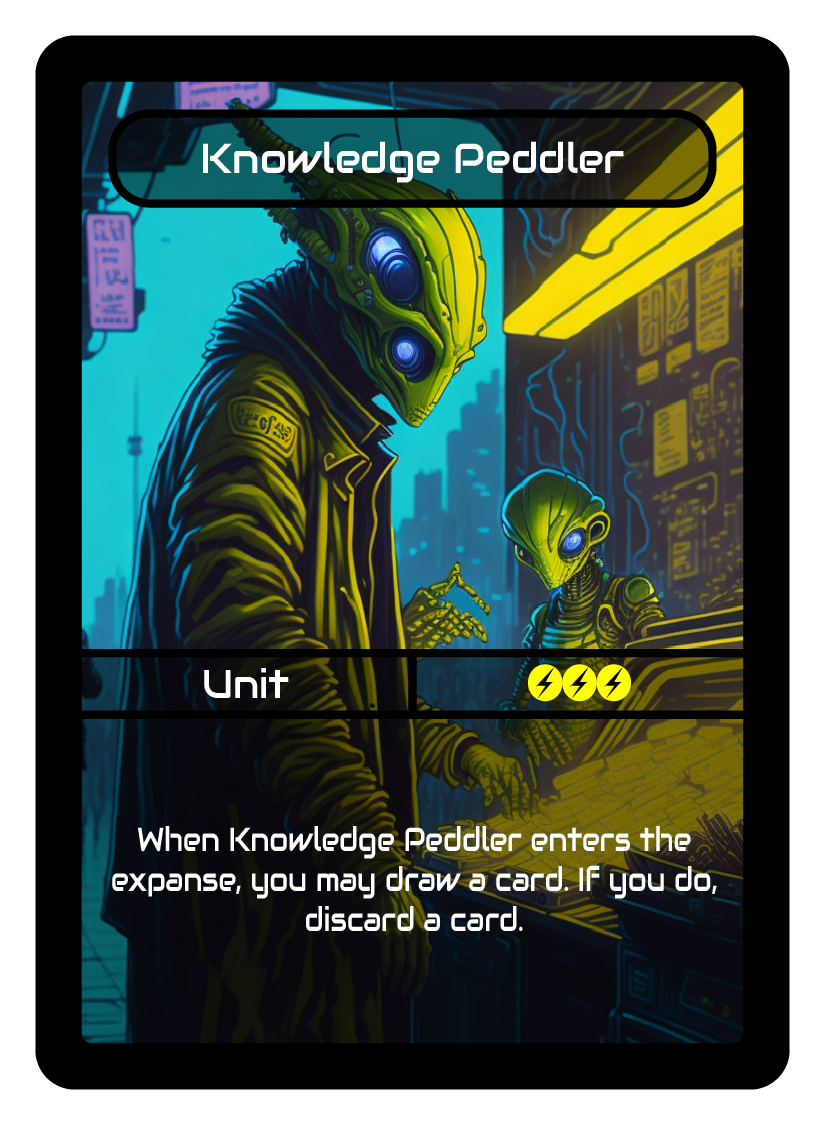 Knowledge Peddler
Unit
When Knowledge Peddler enters the
expanse, you may draw a card. If you do,
discard a card.